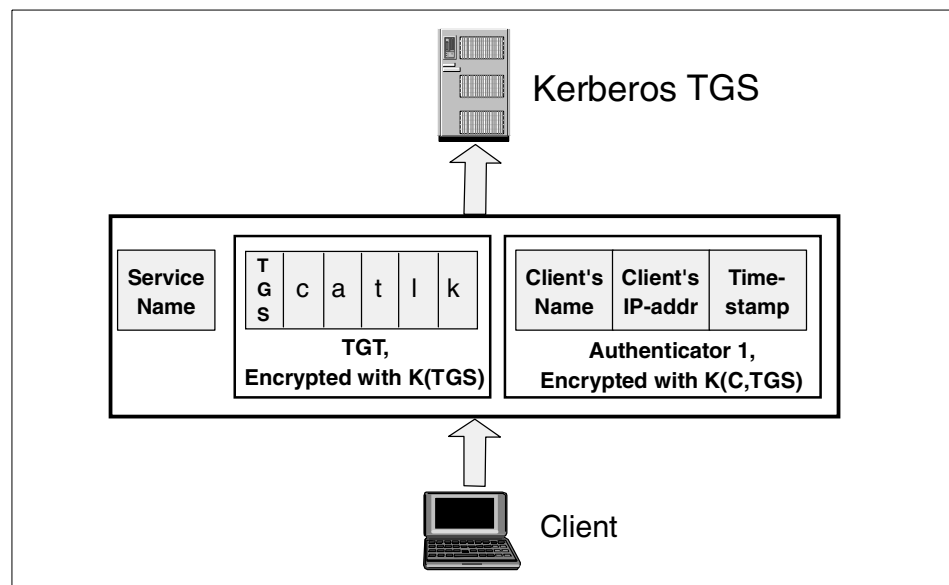 Kerberos TGS
Service
Name
T
G
S
c a t l k
TGT,
Encrypted with K(TGS)
Client's
Name
Client's
IP-addr
Time-
stamp
Authenticator 1,
Encrypted with K(C,TGS)
Client